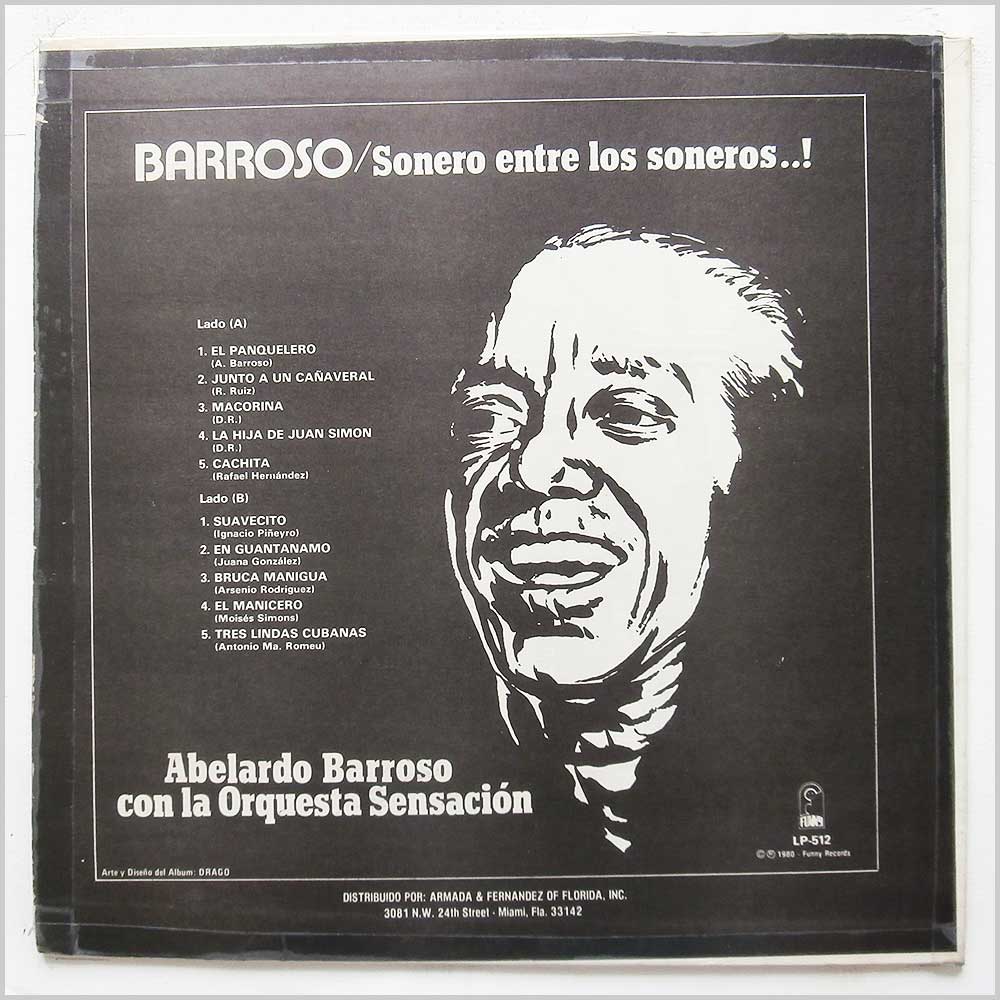 BARROSO/Sonero entre los soneros..!
Lado (A)
1. EL PANQUELERO
(A. Barroso)
2. JUNTO A UN CAÑAVERAL
(R. Ruiz)
3. MACORINA
(D.R.)
4. LA HIJA DE JUAN SIMON
(D.R.)
5. CACHITA
(Rafael Hernández)
Lado (B)
1. SUAVECITO
(Ignacio Piñeyro)
2. EN GUANTANAMO
(Juana González)
3. BRUCA MANIGUA
(Arsenio Rodriguez)
4. EL MANICERO
(Moisés Simons)
5. TRES LINDAS CUBANAS
(Antonio Ma. Romeu)
Abelardo Barroso
con la Orquesta Sensación
FUNNY
LP-512
© ℗ 1980 - Funny Records
Arte y Diseño del Album: DRAGO
DISTRIBUIDO POR: ARMADA & FERNANDEZ OF FLORIDA, INC.
3081 N.W. 24th Street - Miami, Fla. 33142